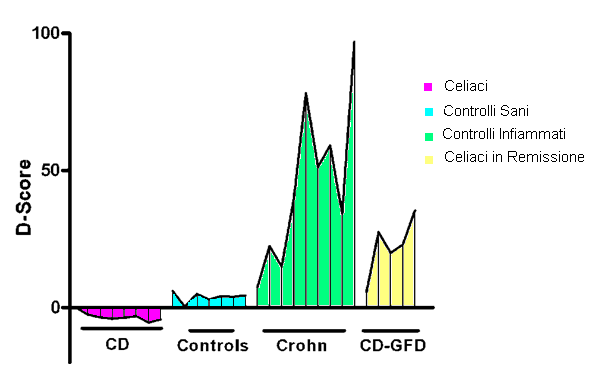 100
50
0
D-Score
CD
Controls
Crohn
CD-GFD
Celiaci
Controlli Sani
Controlli Infiammati
Celiaci in Remissione